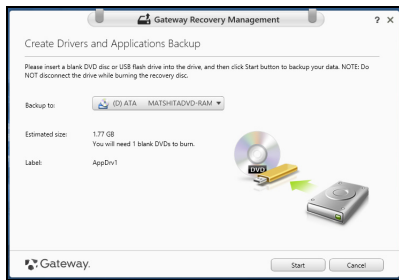 Gateway Recovery Management
? ×
Create Drivers and Applications Backup
Please insert a blank DVD disc or USB flash drive into the drive, and then click Start button to backup your data. NOTE: Do
NOT disconnect the drive while burning the recovery disc.
Backup to: (D) ATA MATSHITADVD-RAM
Estimated size: 1.77 GB
You will need 1 blank DVDs to burn.
Label: AppDrv1
DVD
Gateway.
Start Cancel